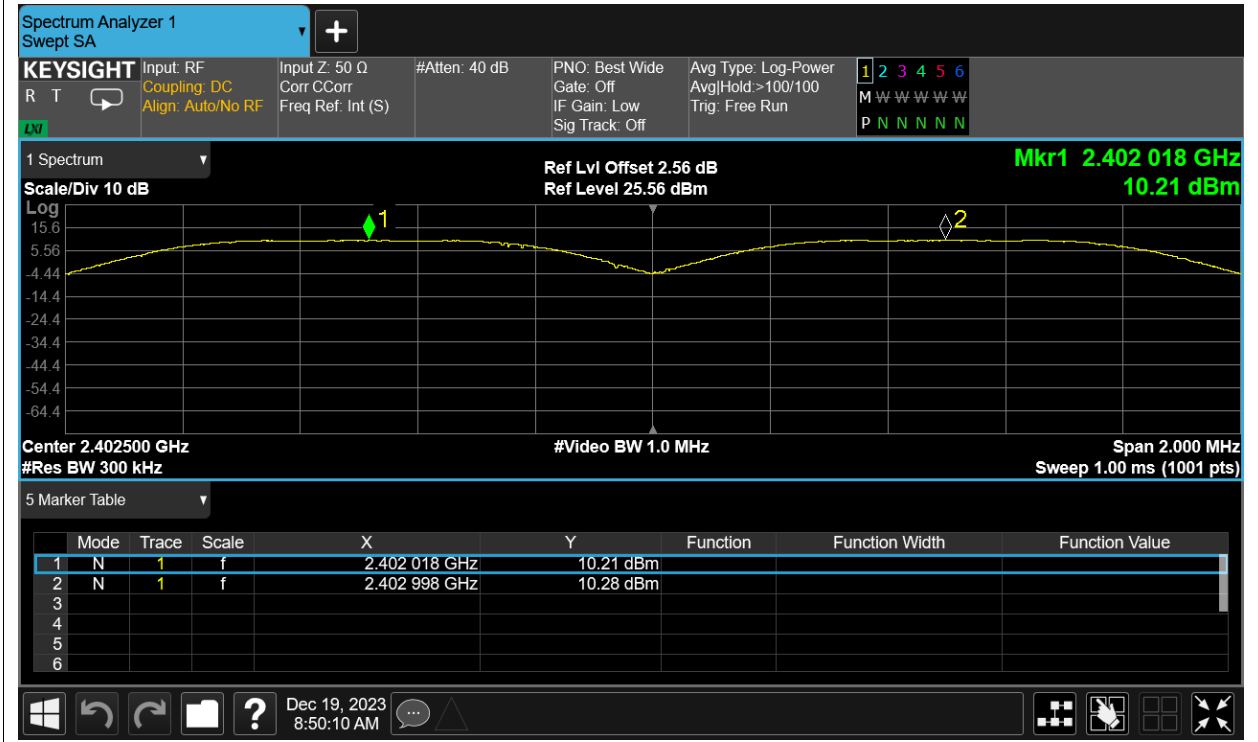 Spectrum Analyzer 1
Swept SA
KEYSIGHT
R T
LXI
Input: RF
Coupling: DC
Align: Auto/No RF
Input Z: 50 Ω
Corr CCorr
Freq Ref: Int (S)
#Atten: 40 dB
PNO: Best Wide
Gate: Off
IF Gain: Low
Sig Track: Off
Avg Type: Log-Power
Avg|Hold:>100/100
Trig: Free Run
1 2 3 4 5 6
M W W W W W
P N N N N N
1 Spectrum
Scale/Div 10 dB
Ref Lvl Offset 2.56 dB
Ref Level 25.56 dBm
Mkr1 2.402 018 GHz
10.21 dBm
Log
15.6
5.56
-4.44
-14.4
-24.4
-34.4
-44.4
-54.4
-64.4
1
2
Center 2.402500 GHz
#Res BW 300 kHz
#Video BW 1.0 MHz
Span 2.000 MHz
Sweep 1.00 ms (1001 pts)
5 Marker Table
Mode Trace Scale X Y Function Function Width Function Value
1 N 1 f 2.402 018 GHz 10.21 dBm
2 N 1 f 2.402 998 GHz 10.28 dBm
3
4
5
6
?
Dec 19, 2023
8:50:10 AM